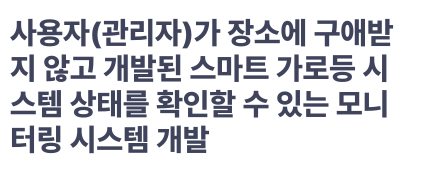 사용자(관리자)가 장소에 구애받
지 않고 개발된 스마트 가로등 시
스템 상태를 확인할 수 있는 모니
터링 시스템 개발